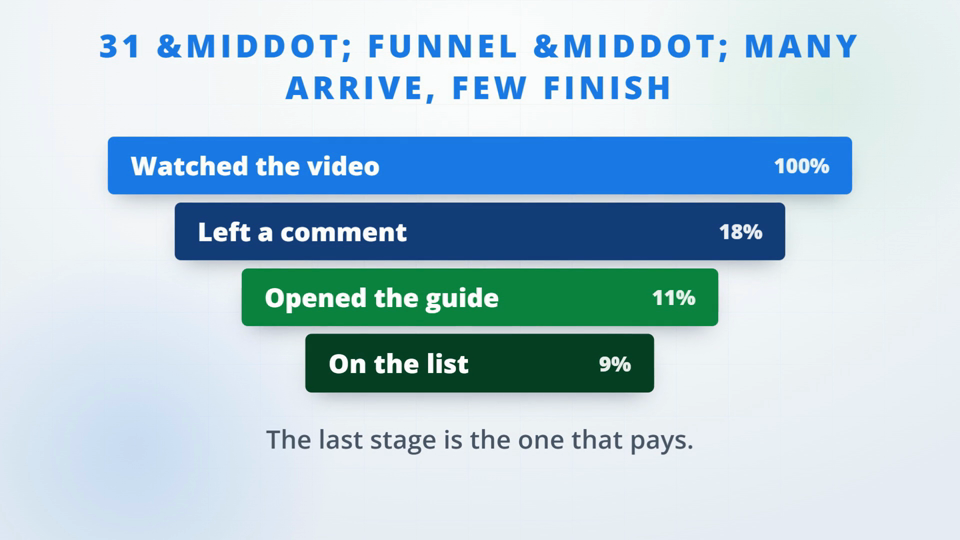 31 &MIDDOT; FUNNEL &MIDDOT; MANY
ARRIVE, FEW FINISH
Watched the video 100%
Left a comment 18%
Opened the guide 11%
On the list 9%
The last stage is the one that pays.